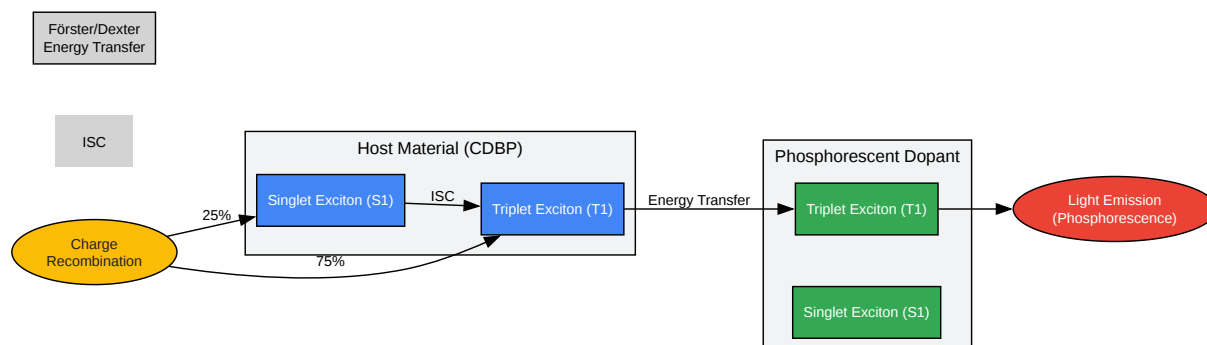 Förster/Dexter
Energy Transfer
ISC
Charge
Recombination
25%
75%
Host Material (CDBP)
Singlet Exciton (S1)
ISC
Triplet Exciton (T1)
Energy Transfer
Phosphorescent Dopant
Triplet Exciton (T1)
Singlet Exciton (S1)
Light Emission
(Phosphorescence)